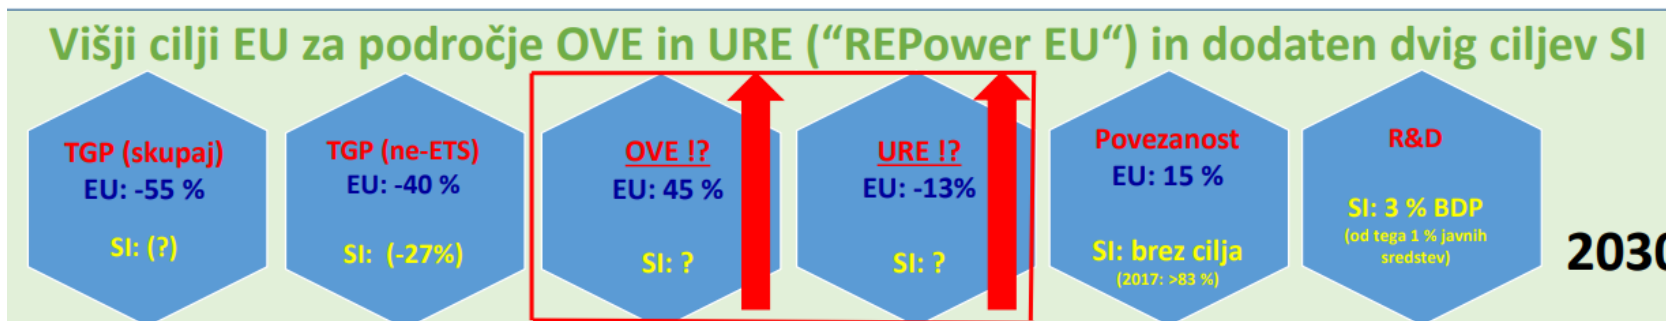 Višji cilji EU za področje OVE in URE (“REPower EU“) in dodaten dvig ciljev SI
TGP (skupaj)
EU: -55 %
SI: (?)
TGP (ne-ETS)
EU: -40 %
SI: (-27%)
OVE !?
EU: 45 %
SI: ?
URE !?
EU: -13%
SI: ?
Povezanost
EU: 15 %
SI: brez cilja
(2017: >83 %)
R&D
SI: 3 % BDP
(od tega 1 % javnih
sredstev)
2030